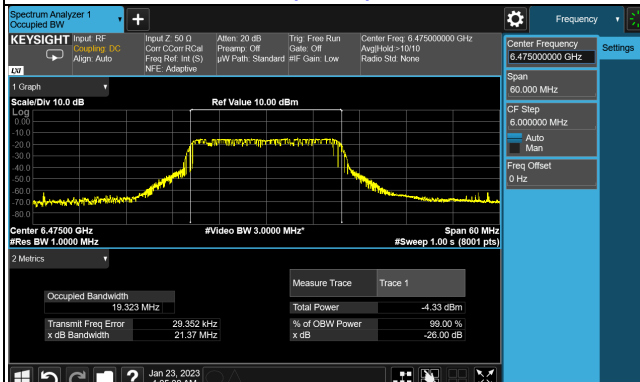 Spectrum Analyzer 1
Occupied BW
Frequency
KEYSIGHT
Input: RF
Coupling: DC
Align: Auto
Input Z: 50 Ω
Corr CCorr RCal
Freq Ref: Int (S)
NFE: Adaptive
Atten: 20 dB
Preamp: Off
µW Path: Standard
Trig: Free Run
Gate: Off
#IF Gain: Low
Center Freq: 6.475000000 GHz
Avg|Hold:>10/10
Radio Std: None
LXI
Center Frequency
6.475000000 GHz
Settings
Span
60.000 MHz
CF Step
6.000000 MHz
Auto
Man
Freq Offset
0 Hz
1 Graph
Scale/Div 10.0 dB
Ref Value 10.00 dBm
Log
0.00
-10.0
-20.0
-30.0
-40.0
-50.0
-60.0
-70.0
-80.0
Center 6.47500 GHz
#Video BW 3.0000 MHz*
Span 60 MHz
#Res BW 1.0000 MHz
#Sweep 1.00 s (8001 pts)
2 Metrics
Measure Trace
Trace 1
Occupied Bandwidth
19.323 MHz
Total Power
-4.33 dBm
Transmit Freq Error
29.352 kHz
% of OBW Power
99.00 %
x dB Bandwidth
21.37 MHz
x dB
-26.00 dB
Jan 23, 2023